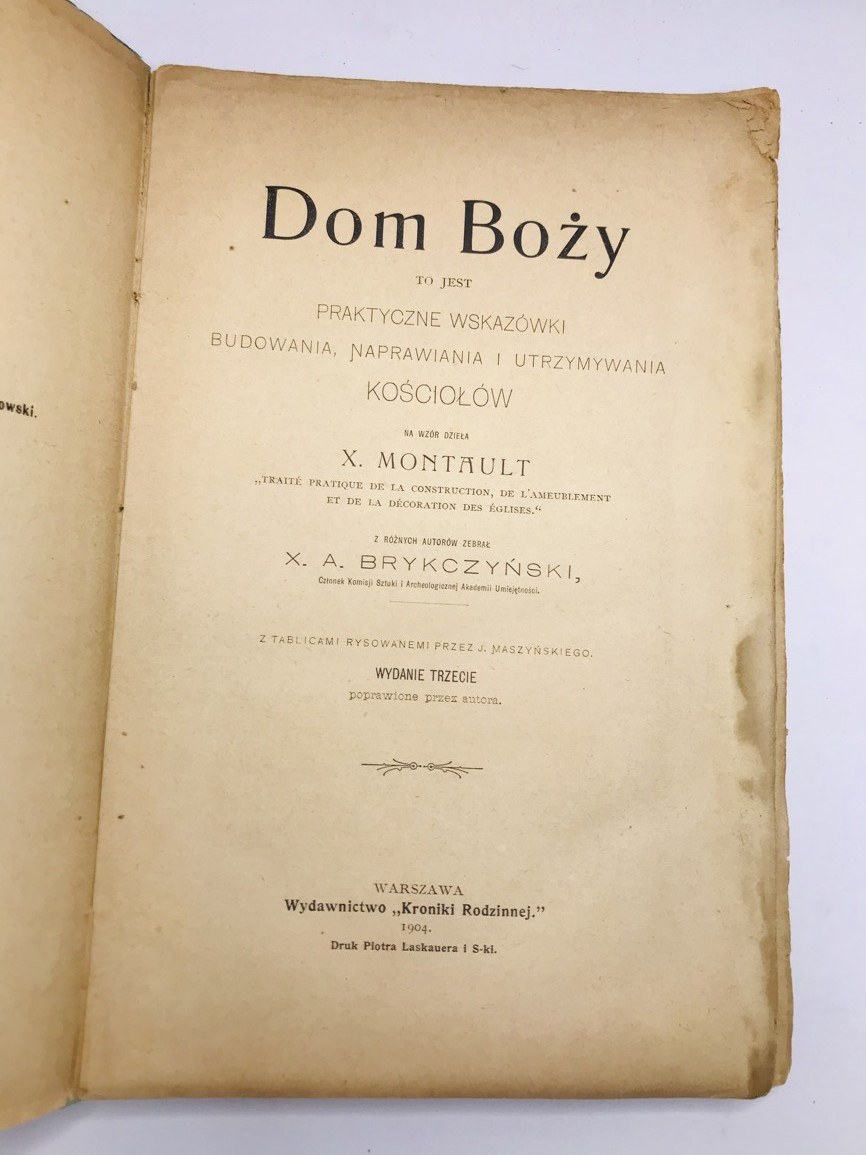 owski.
Dom Boży
TO JEST
PRAKTYCZNE WSKAZÓWKI
BUDOWANIA, NAPRAWIANIA I UTRZYMYWANIA
KOŚCIOŁÓW
NA WZÓR DZIEŁA
X. MONTAULT
„TRAITÉ PRATIQUE DE LA CONSTRUCTION, DE L'AMEUBLEMENT
ET DE LA DÉCORATION DES ÉGLISES.“
Z RÓŻNYCH AUTORÓW ZEBRAŁ
X. A. BRYKCZYŃSKI,
Członek Komisji Sztuki i Archeologicznej Akademii Umiejętności.
Z TABLICAMI RYSOWANEMI PRZEZ J. MASZYŃSKIEGO.
WYDANIE TRZECIE
poprawione przez autora.
WARSZAWA
Wydawnictwo „Kroniki Rodzinnej.”
1904.
Druk Piotra Laskauera i S-ki.